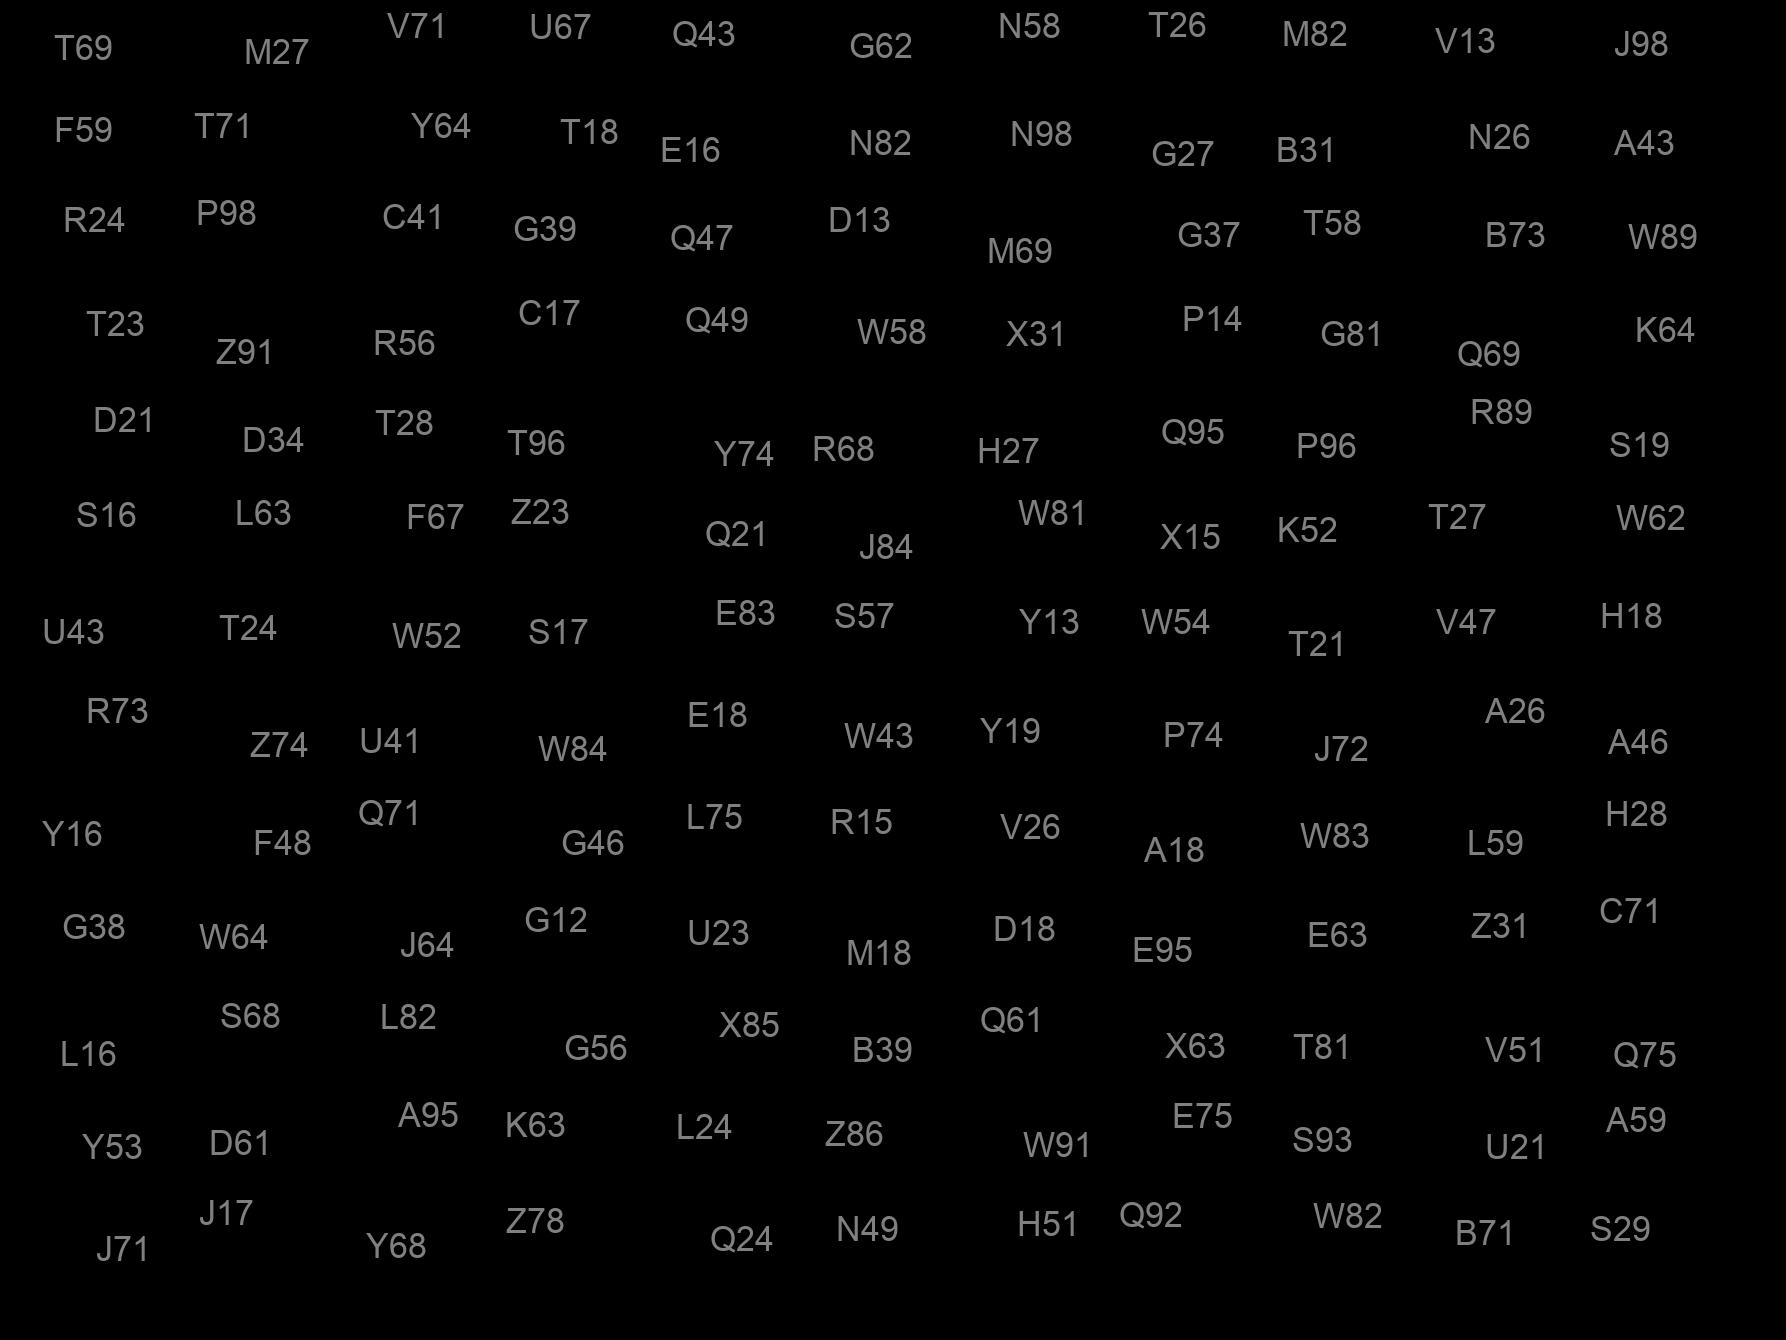 T69 M27 V71 U67 Q43 G62 N58 T26 M82 V13 J98
F59 T71 Y64 T18 E16 N82 N98 G27 B31 N26 A43
R24 P98 C41 G39 Q47 D13 M69 G37 T58 B73 W89
T23 Z91 R56 C17 Q49 W58 X31 P14 G81 Q69 K64
D21 D34 T28 T96 Y74 R68 H27 Q95 P96 R89 S19
S16 L63 F67 Z23 Q21 J84 W81 X15 K52 T27 W62
U43 T24 W52 S17 E83 S57 Y13 W54 T21 V47 H18
R73 Z74 U41 W84 E18 W43 Y19 P74 J72 A26 A46
Y16 F48 Q71 G46 L75 R15 V26 A18 W83 L59 H28
G38 W64 J64 G12 U23 M18 D18 E95 E63 Z31 C71
L16 S68 L82 G56 X85 B39 Q61 X63 T81 V51 Q75
Y53 D61 A95 K63 L24 Z86 W91 E75 S93 U21 A59
J71 J17 Y68 Z78 Q24 N49 H51 Q92 W82 B71 S29